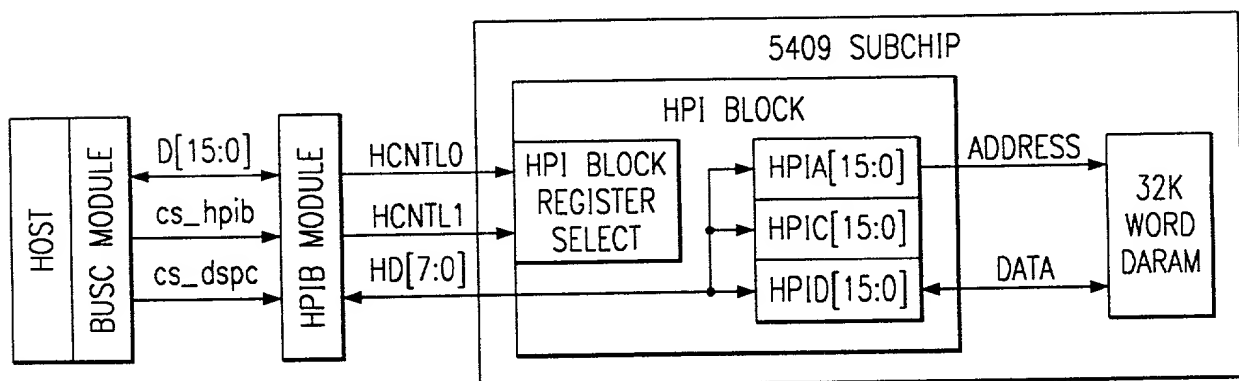 5409 SUBCHIP
HPI BLOCK
HOST
BUSC MODULE
D[15:0]
cs_hpib
cs_dspc
HPIB MODULE
HCNTL0
HCNTL1
HD[7:0]
HPI BLOCK
REGISTER
SELECT
HPIA[15:0]
HPIC[15:0]
HPID[15:0]
ADDRESS
DATA
32K
WORD
DARAM